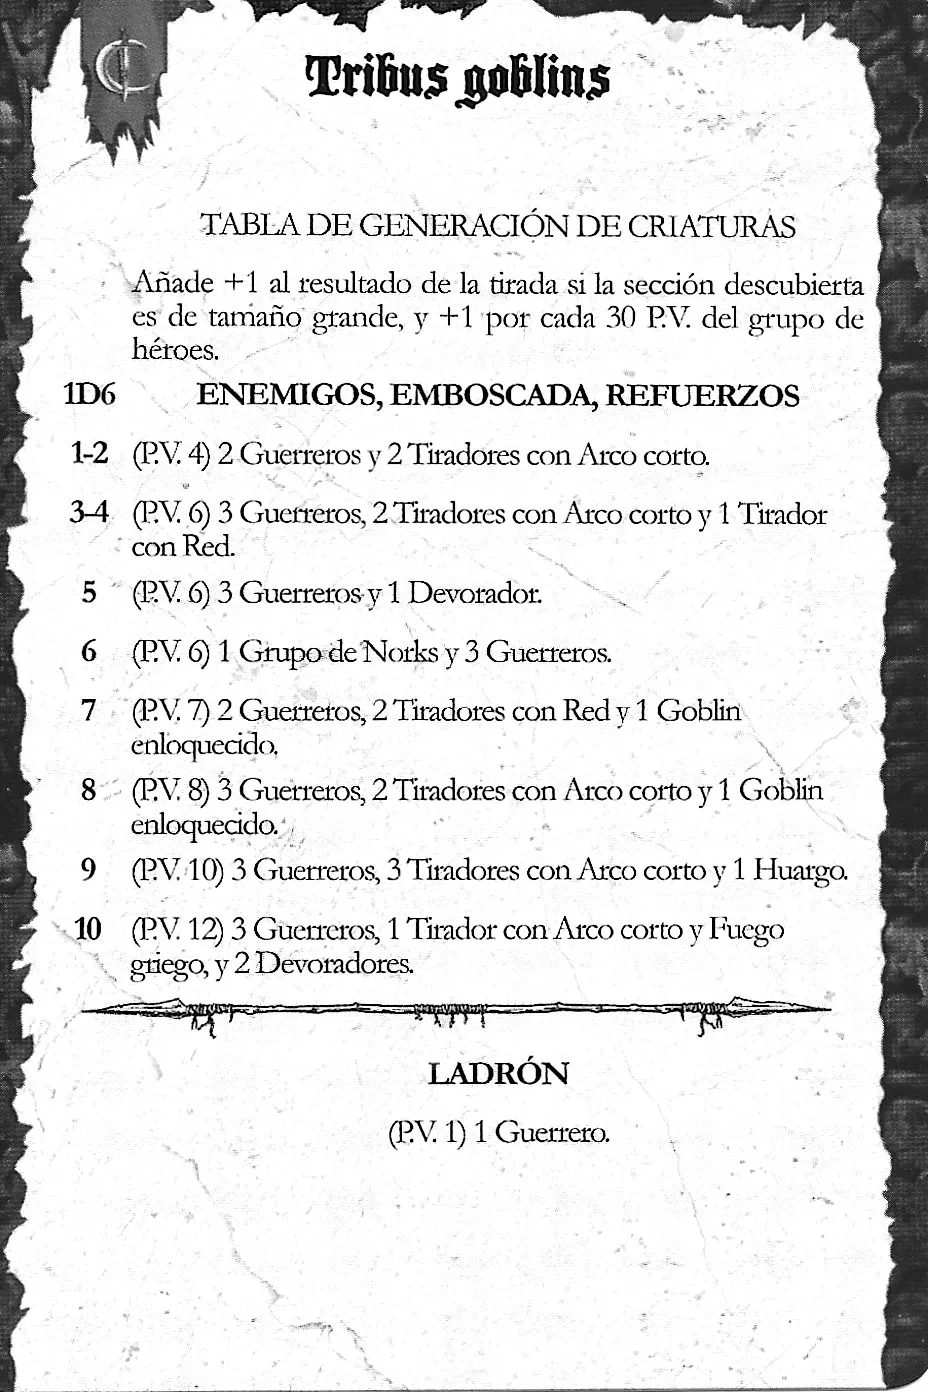 Tribus goblins
TABLA DE GENERACIÓN DE CRIATURAS
Añade +1 al resultado de la tirada si la sección descubierta
es de tamaño grande, y +1 por cada 30 P.V. del grupo de
héroes.
1D6 ENEMIGOS, EMBOSCADA, REFUERZOS
1-2 (P.V. 4) 2 Guerreros y 2 Tiradores con Arco corto.
3-4 (P.V. 6) 3 Guerreros, 2 Tiradores con Arco corto y 1 Tirador
con Red.
5 (P.V. 6) 3 Guerreros y 1 Devorador.
6 (P.V. 6) 1 Grupo de Norks y 3 Guerreros.
7 (P.V. 7) 2 Guerreros, 2 Tiradores con Red y 1 Goblin
enloquecido.
8 (P.V. 8) 3 Guerreros, 2 Tiradores con Arco corto y 1 Goblin
enloquecido.
9 (P.V. 10) 3 Guerreros, 3 Tiradores con Arco corto y 1 Huargo.
10 (P.V. 12) 3 Guerreros, 1 Tirador con Arco corto y Fuego
griego, y 2 Devoradores.
LADRÓN
(P.V. 1) 1 Guerrero.